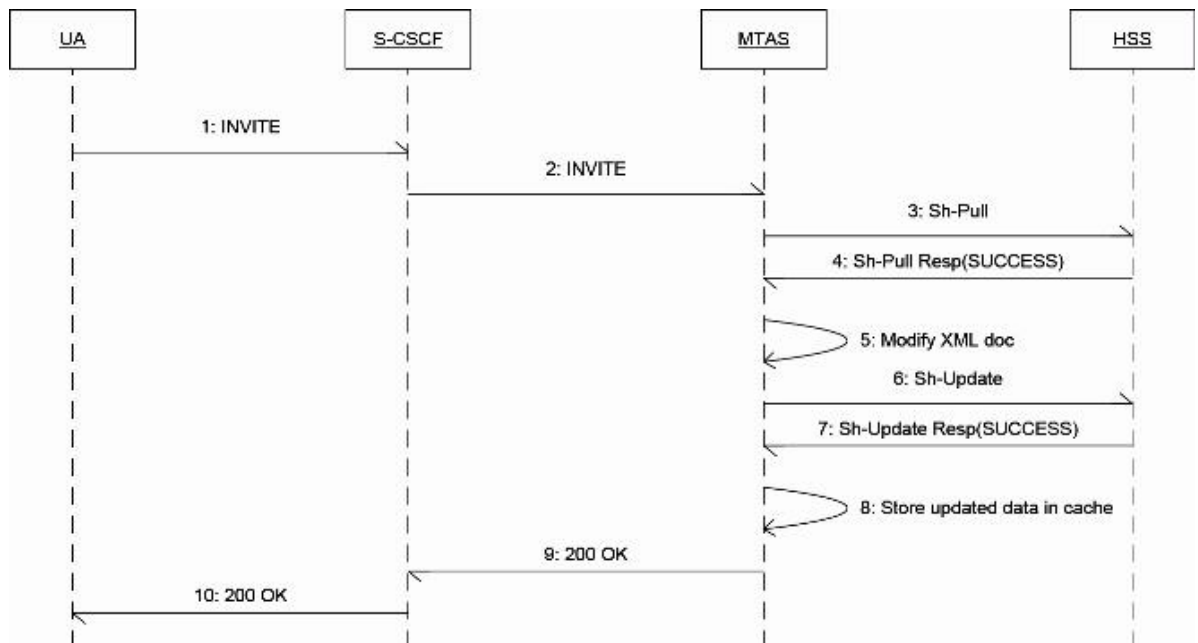 UA
S-CSCF
MTAS
HSS
1: INVITE
2: INVITE
3: Sh-Pull
4: Sh-Pull Resp(SUCCESS)
5: Modify XML doc
6: Sh-Update
7: Sh-Update Resp(SUCCESS)
8: Store updated data in cache
9: 200 OK
10: 200 OK